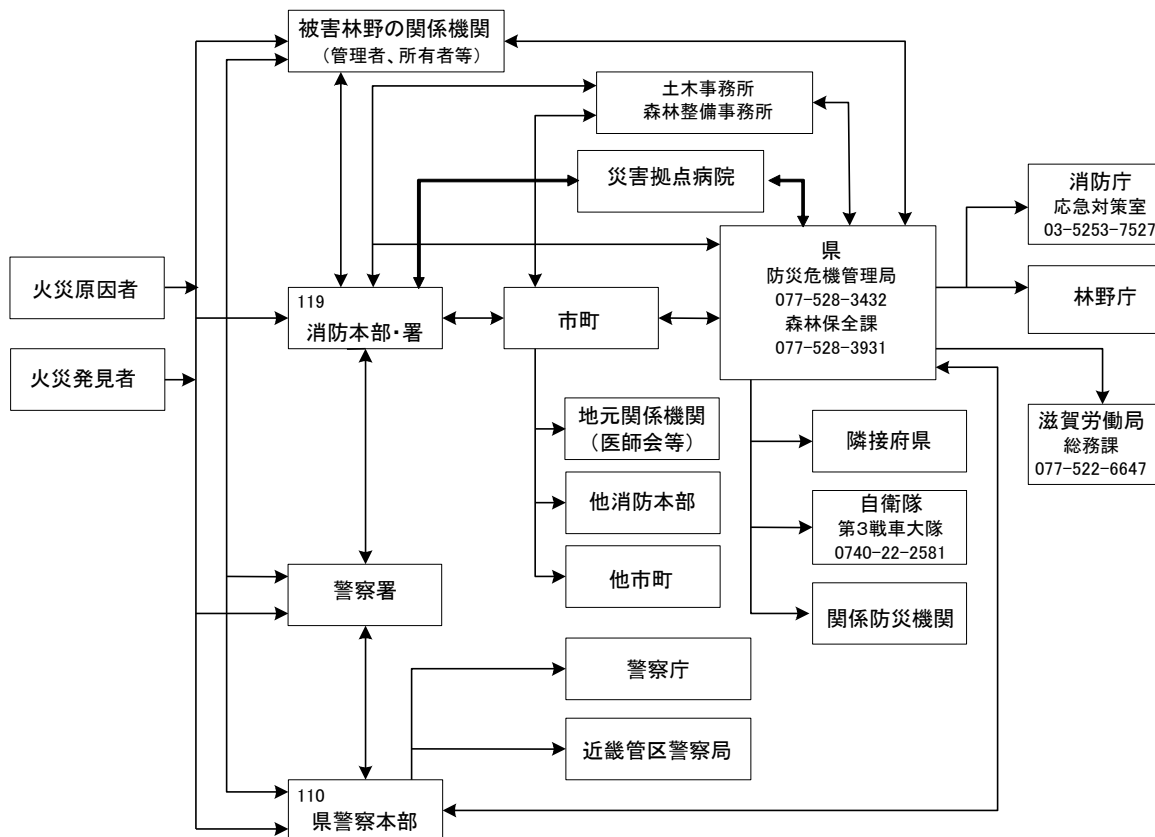 被害林野の関係機関
（管理者、所有者等）
土木事務所
森林整備事務所
災害拠点病院
消防庁
応急対策室
03-5253-7527
県
防災危機管理局
077-528-3432
森林保全課
077-528-3931
火災原因者
林野庁
119
消防本部・署
市町
火災発見者
地元関係機関
（医師会等）
隣接府県
滋賀労働局
総務課
077-522-6647
他消防本部
自衛隊
第３戦車大隊
0740-22-2581
他市町
警察署
関係防災機関
警察庁
近畿管区警察局
110
県警察本部